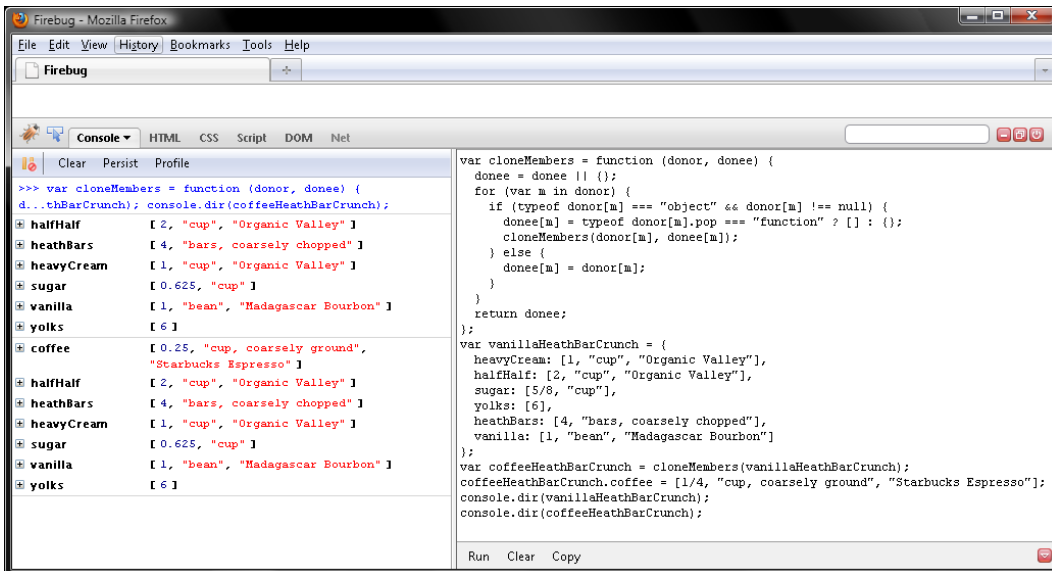 Firebug - Mozilla Firefox
File Edit View History Bookmarks Tools Help
Firebug
Console HTML CSS Script DOM Net
Clear Persist Profile
>>> var cloneMembers = function (donor, donee) {
d...thBarCrunch); console.dir(coffeeHeathBarCrunch);
halfHalf [ 2, "cup", "Organic Valley" ]
heathBars [ 4, "bars, coarsely chopped" ]
heavyCream [ 1, "cup", "Organic Valley" ]
sugar [ 0.625, "cup" ]
vanilla [ 1, "bean", "Madagascar Bourbon" ]
yolks [ 6 ]
coffee [ 0.25, "cup, coarsely ground",
"Starbucks Espresso" ]
halfHalf [ 2, "cup", "Organic Valley" ]
heathBars [ 4, "bars, coarsely chopped" ]
heavyCream [ 1, "cup", "Organic Valley" ]
sugar [ 0.625, "cup" ]
vanilla [ 1, "bean", "Madagascar Bourbon" ]
yolks [ 6 ]
var cloneMembers = function (donor, donee) {
donee = donee || {};
for (var m in donor) {
if (typeof donor[m] === "object" && donor[m] !== null) {
donee[m] = typeof donor[m].pop === "function" ? [] : {};
cloneMembers(donor[m], donee[m]);
} else {
donee[m] = donor[m];
}
}
return donee;
};
var vanillaHeathBarCrunch = {
heavyCream: [1, "cup", "Organic Valley"],
halfHalf: [2, "cup", "Organic Valley"],
sugar: [5/8, "cup"],
yolks: [6],
heathBars: [4, "bars, coarsely chopped"],
vanilla: [1, "bean", "Madagascar Bourbon"]
};
var coffeeHeathBarCrunch = cloneMembers(vanillaHeathBarCrunch);
coffeeHeathBarCrunch.coffee = [1/4, "cup, coarsely ground", "Starbucks Espresso"];
console.dir(vanillaHeathBarCrunch);
console.dir(coffeeHeathBarCrunch);
Run Clear Copy